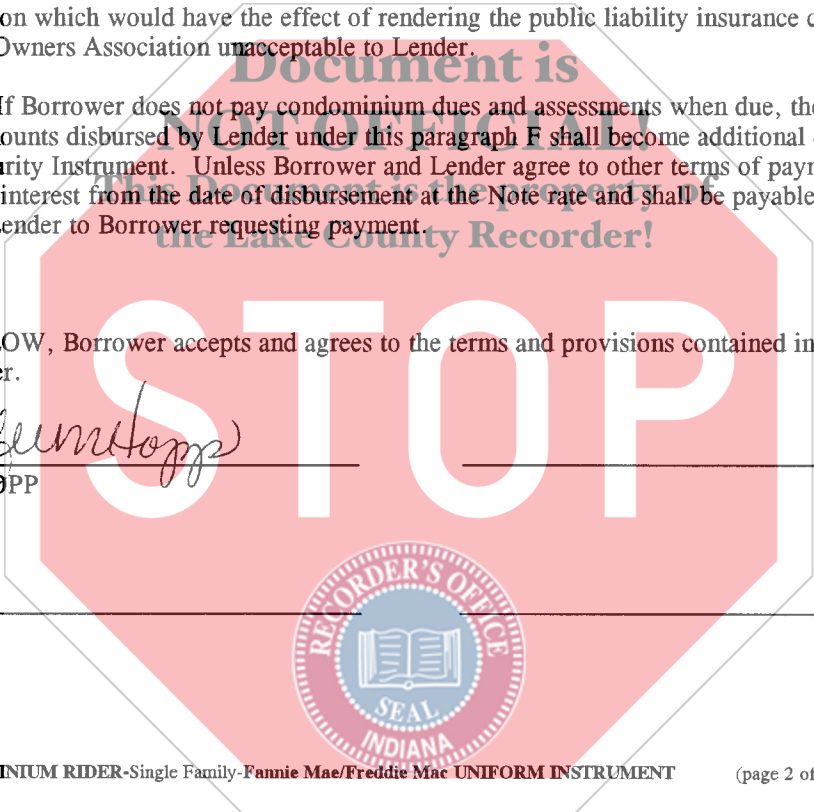 on which would have the effect of rendering the public liability insurance c
Owners Association unacceptable to Lender.
Document is
If Borrower does not pay condominium dues and assessments when due, the
NOT OFFICIAL!
ounts disbursed by Lender under this paragraph F shall become additional
urity Instrument. Unless Borrower and Lender agree to other terms of payn
This Document is the property of
interest from the date of disbursement at the Note rate and shall be payable
ender to Borrower requesting payment.
the Lake County Recorder!
STOP
LOW, Borrower accepts and agrees to the terms and provisions contained in
er.
OPP
RECORDER'S OFFICE
SEAL
INDIANA
INIUM RIDER-Single Family-Fannie Mae/Freddie Mac UNIFORM INSTRUMENT (page 2 of